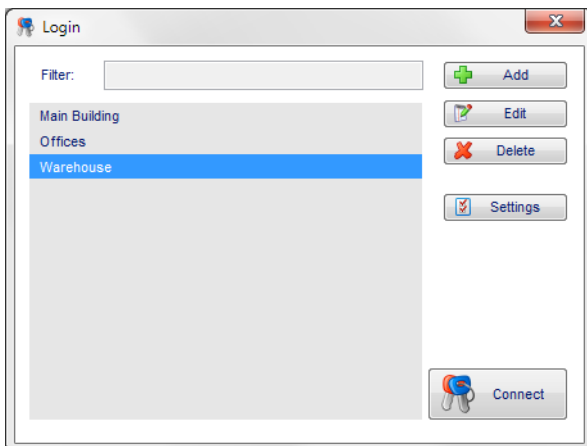 Login
Filter:
Add
Main Building
Edit
Offices
Delete
Warehouse
Settings
Connect